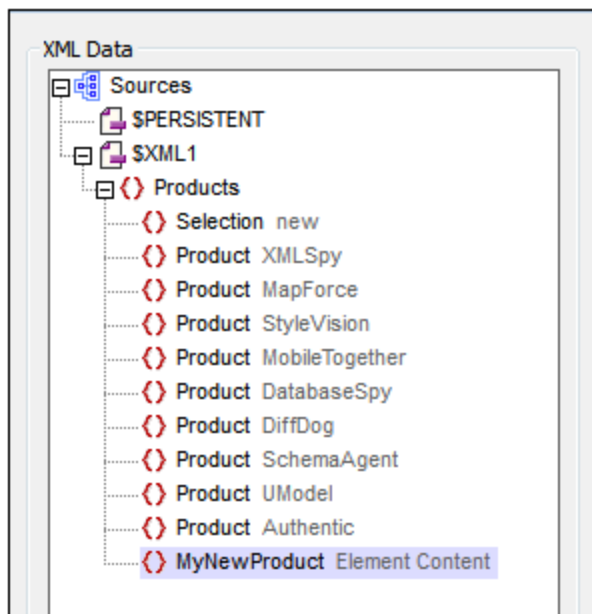 XML Data
Sources
$PERSISTENT
$XML1
Products
Selection new
Product XMLSpy
Product MapForce
Product StyleVision
Product MobileTogether
Product DatabaseSpy
Product DiffDog
Product SchemaAgent
Product UModel
Product Authentic
MyNewProduct Element Content